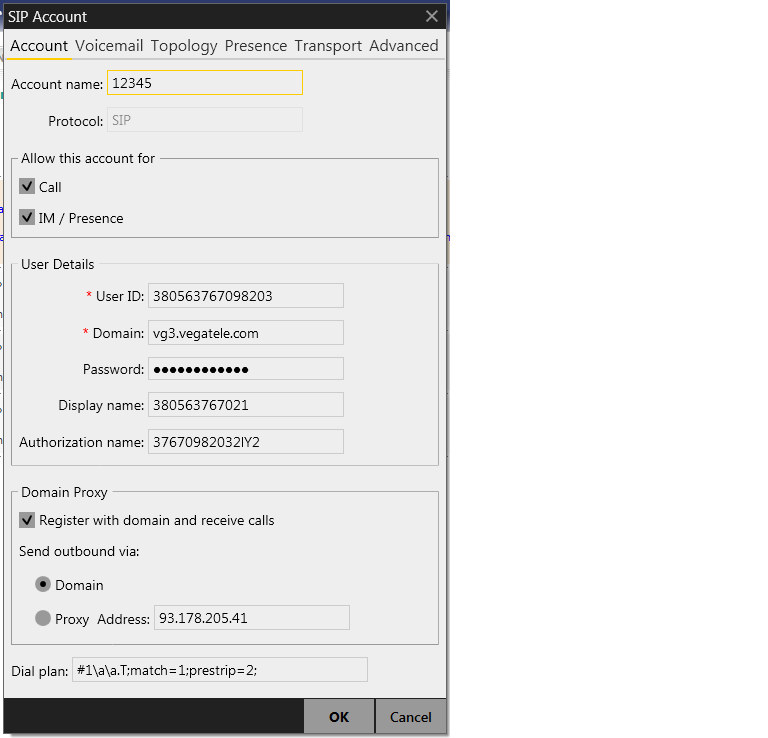 SIP Account
Account Voicemail Topology Presence Transport Advanced
Account name: 12345
Protocol: SIP
Allow this account for
Call
IM / Presence
User Details
* User ID: 380563767098203
* Domain: vg3.vegatele.com
Password: ●●●●●●●●●●●●
Display name: 380563767021
Authorization name: 37670982032lY2
Domain Proxy
Register with domain and receive calls
Send outbound via:
Domain
Proxy Address: 93.178.205.41
Dial plan: #1\a\a.T;match=1;prestrip=2;
OK Cancel